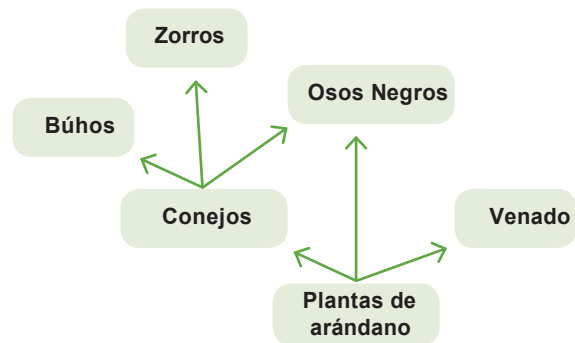 Zorros
Osos Negros
Búhos
Conejos
Venado
Plantas de
arándano